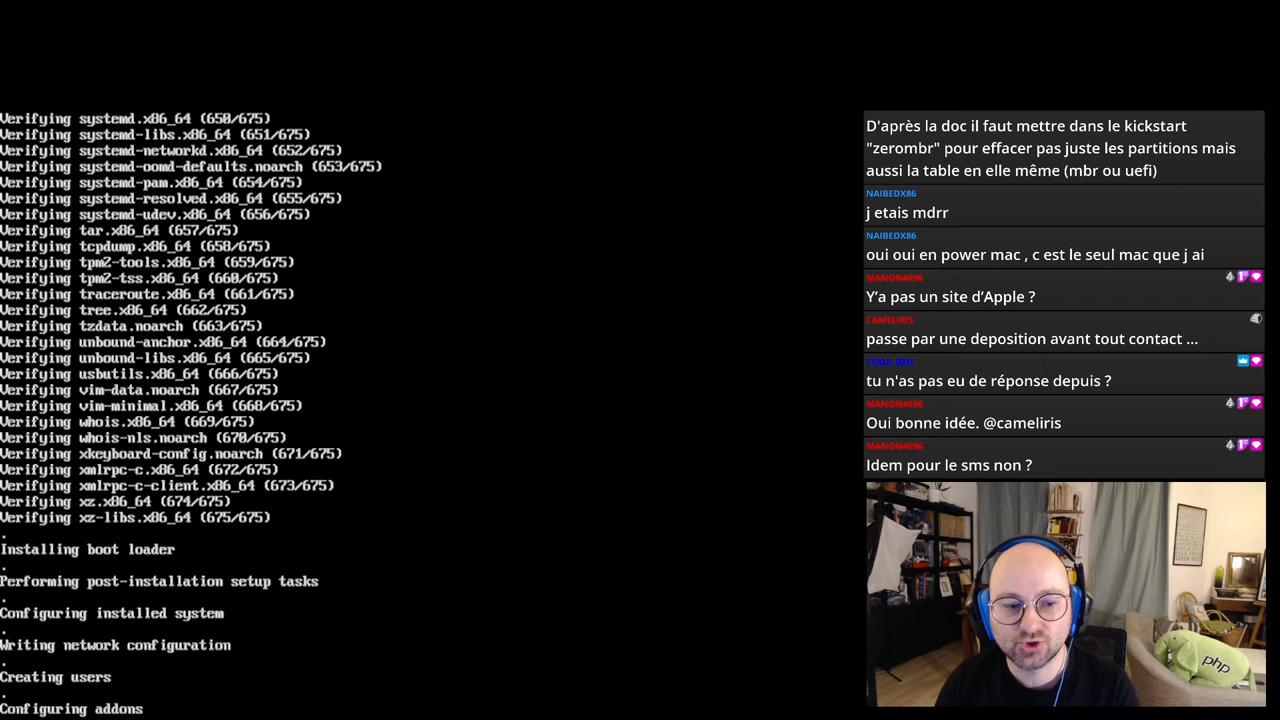 Verifying systemd.x86_64 (650/675)
Verifying systemd-libs.x86_64 (651/675)
Verifying systemd-networkd.x86_64 (652/675)
Verifying systemd-oomd-defaults.noarch (653/675)
Verifying systemd-pam.x86_64 (654/675)
Verifying systemd-resolved.x86_64 (655/675)
Verifying systemd-udev.x86_64 (656/675)
Verifying tar.x86_64 (657/675)
Verifying tcpdump.x86_64 (658/675)
Verifying tpm2-tools.x86_64 (659/675)
Verifying tpm2-tss.x86_64 (660/675)
Verifying traceroute.x86_64 (661/675)
Verifying tree.x86_64 (662/675)
Verifying tzdata.noarch (663/675)
Verifying unbound-anchor.x86_64 (664/675)
Verifying unbound-libs.x86_64 (665/675)
Verifying usbutils.x86_64 (666/675)
Verifying vim-data.noarch (667/675)
Verifying vim-minimal.x86_64 (668/675)
Verifying whois.x86_64 (669/675)
Verifying whois-nls.noarch (670/675)
Verifying xkeyboard-config.noarch (671/675)
Verifying xmlrpc-c.x86_64 (672/675)
Verifying xmlrpc-c-client.x86_64 (673/675)
Verifying xz.x86_64 (674/675)
Verifying xz-libs.x86_64 (675/675)
.
Installing boot loader
.
Performing post-installation setup tasks
.
Configuring installed system
.
Writing network configuration
.
Creating users
.
Configuring addons
D'après la doc il faut mettre dans le kickstart
"zerombr" pour effacer pas juste les partitions mais
aussi la table en elle même (mbr ou uefi)
NAIBEDX86
j etais mdrr
NAIBEDX86
oui oui en power mac , c est le seul mac que j ai
MANON4096
Y’a pas un site d’Apple ?
CAMELIRIS
passe par une deposition avant tout contact ...
YODA_BZH
tu n'as pas eu de réponse depuis ?
MANON4096
Oui bonne idée. @cameliris
MANON4096
Idem pour le sms non ?
php